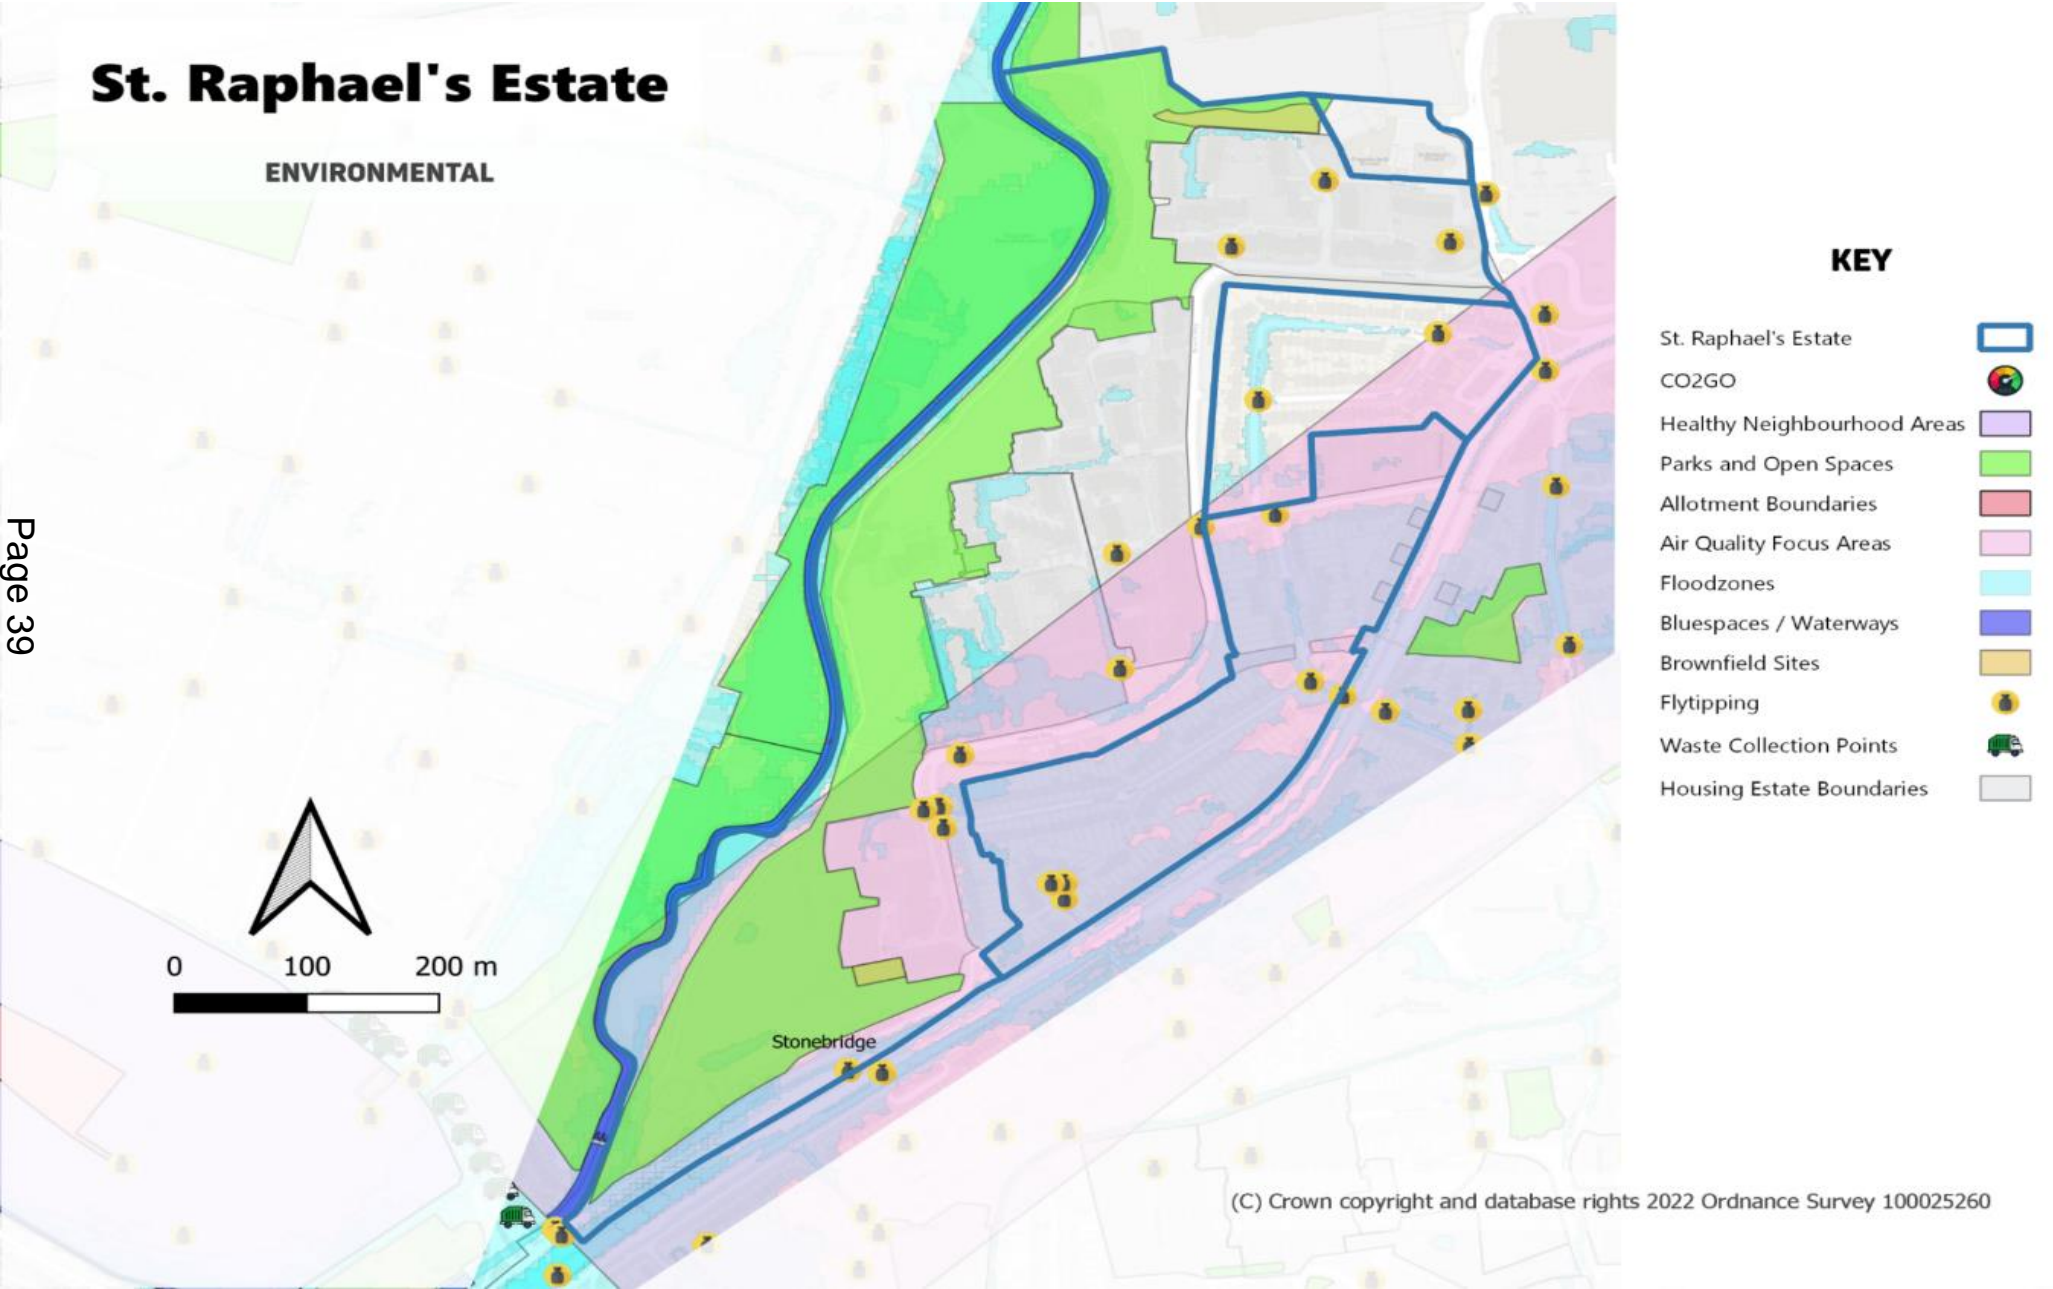 St. Raphael's Estate
ENVIRONMENTAL
Page 39
0 100 200 m
Stonebridge
KEY
St. Raphael's Estate
CO2GO
Healthy Neighbourhood Areas
Parks and Open Spaces
Allotment Boundaries
Air Quality Focus Areas
Floodzones
Bluespaces / Waterways
Brownfield Sites
Flytipping
Waste Collection Points
Housing Estate Boundaries
(C) Crown copyright and database rights 2022 Ordnance Survey 100025260